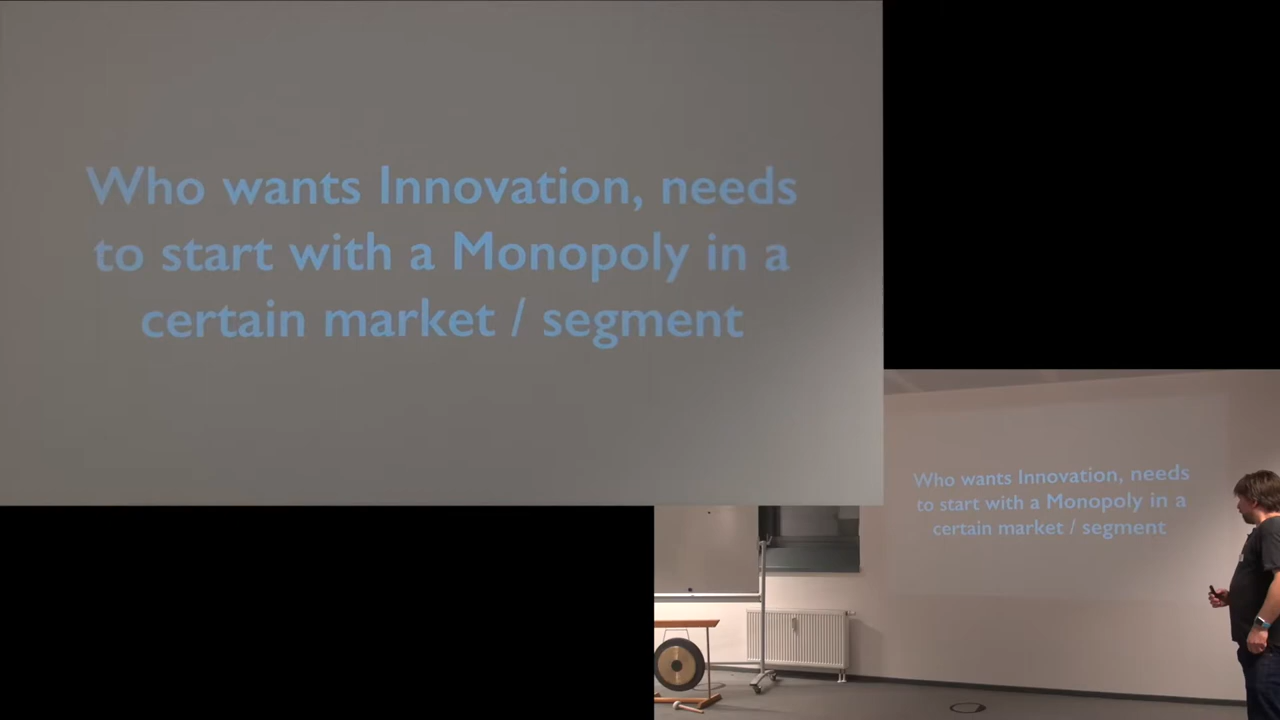 Who wants Innovation, needs
to start with a Monopoly in a
certain market / segment
Who wants Innovation, needs
to start with a Monopoly in a
certain market / segment